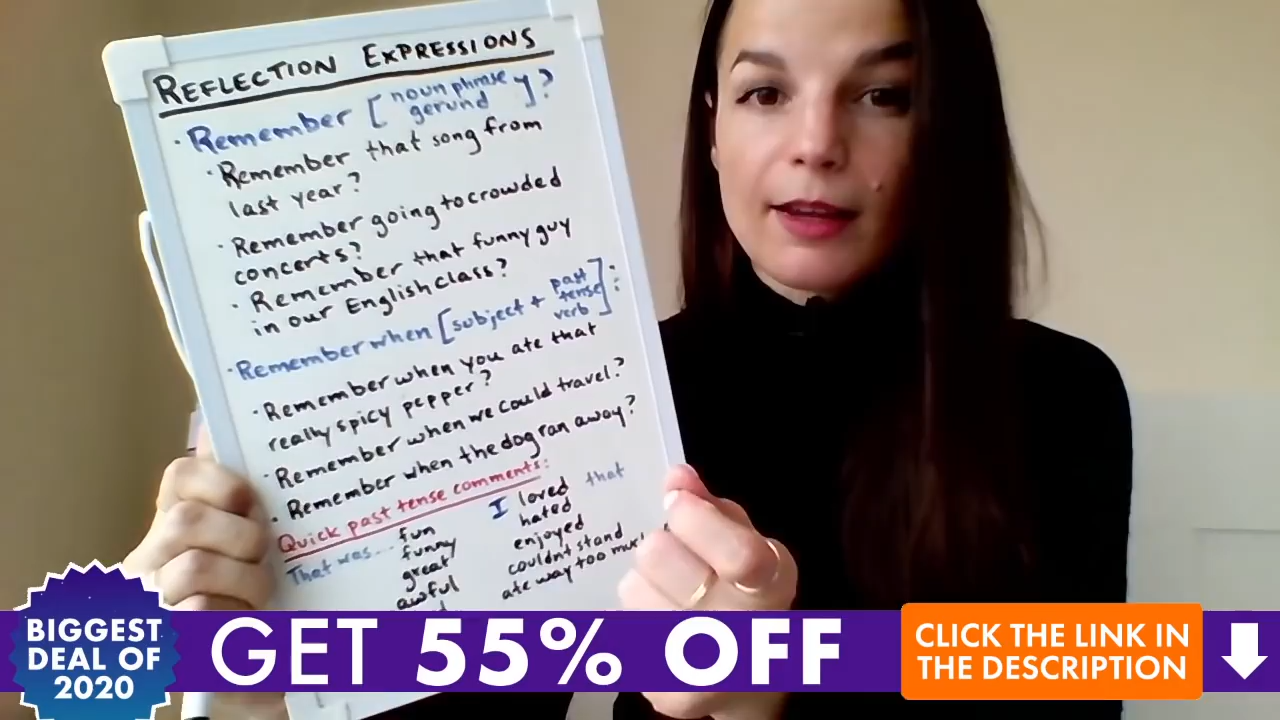 REFLECTION EXPRESSIONS
• Remember [noun phrase
gerund y]?
• Remember that song from
last year?
• Remember going to crowded
concerts?
• Remember that funny guy
in our English class?
• Remember when [subject + past
tense
verb]:
• Remember when you ate that
really spicy pepper?
• Remember when we could travel?
• Remember when the dog ran away?
Quick past tense comments:
That was... fun
funny
great
awful
I loved that
hated
enjoyed
couldn't stand
ate way too much
BIGGEST
DEAL OF
2020
GET 55% OFF
CLICK THE LINK IN
THE DESCRIPTION